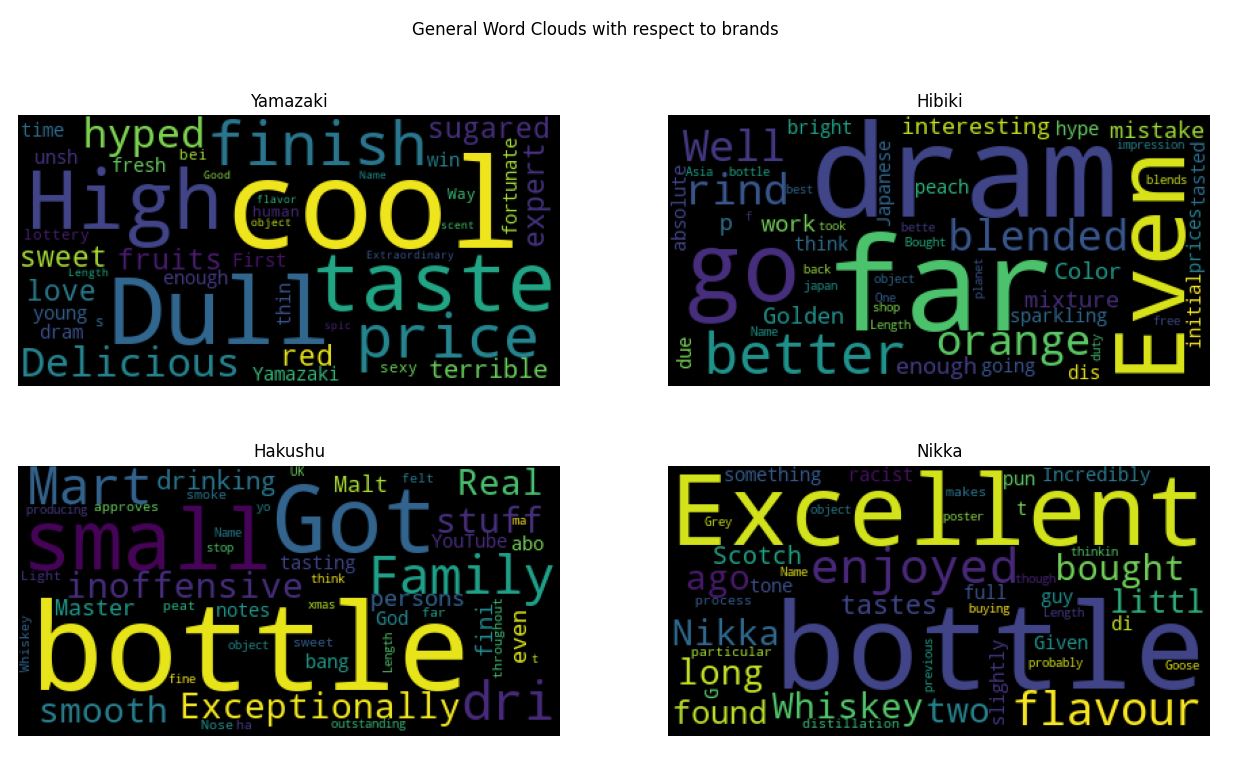 General Word Clouds with respect to brands
Yamazaki
time hyped finish sugared
unsh fresh bei Good Name win fortunate expert
High cool Way
flavor human object scent
lottery
sweet fruits First Extraordinary
Length enough
love Dull thin taste
young s
dram spic price
Delicious red sexy terrible
Yamazaki
Hibiki
bright interesting hype mistake
Well dram impression
Asia bottle Japanese blends tasted
absolute rind best peach Even
p f work took bette blended
think Bought
go back far object planet Color prices
japan One shop mixture
Golden Length sparkling free initial
Name orange duty
due better enough going dis
Hakushu
Mart drinking UK Malt felt Real
smoke
producing approves yo Got stuff ma
small Name stop YouTube abo
tasting
Light inoffensive think Family
Master peat notes xmas persons
God far fini even
Whiskey bottle object sweet Length throughout
bang t
fine
smooth Exceptionally dri
Nose ha outstanding
Nikka
something racist pun Incredibly
Excellent makes
Grey object poster t
Scotch enjoyed thinkin
ago Name tone though bought
process full guy
tastes buying Length littl
Nikka bottle Given di
particular previous probably Goose
long slightly
G
found Whiskey two flavour
distillation